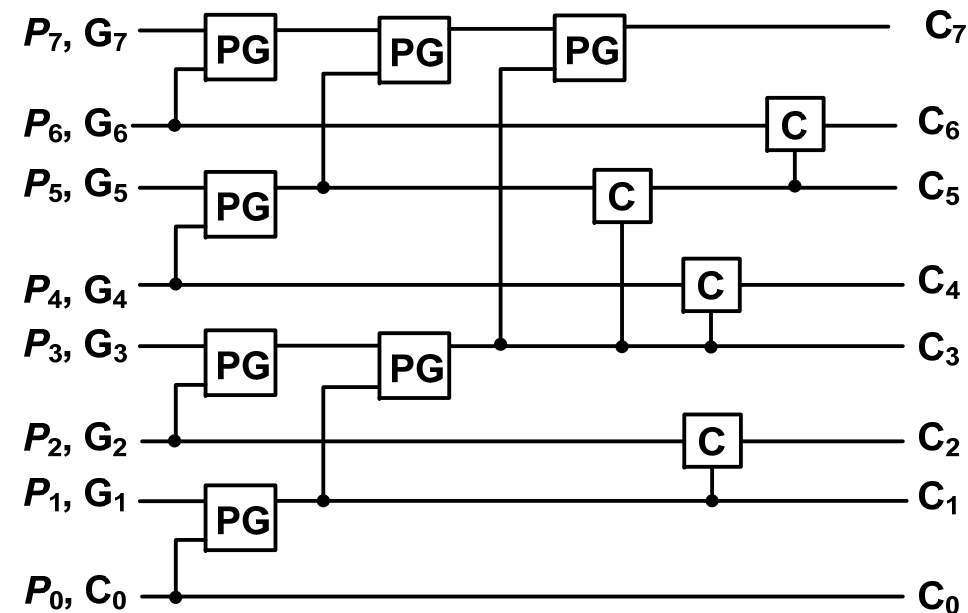 P₇, G₇ PG PG PG C₇
P₆, G₆ C C₆
P₅, G₅ PG C C₅
P₄, G₄ C C₄
P₃, G₃ PG PG C₃
P₂, G₂ C C₂
P₁, G₁ PG C₁
P₀, C₀ C₀